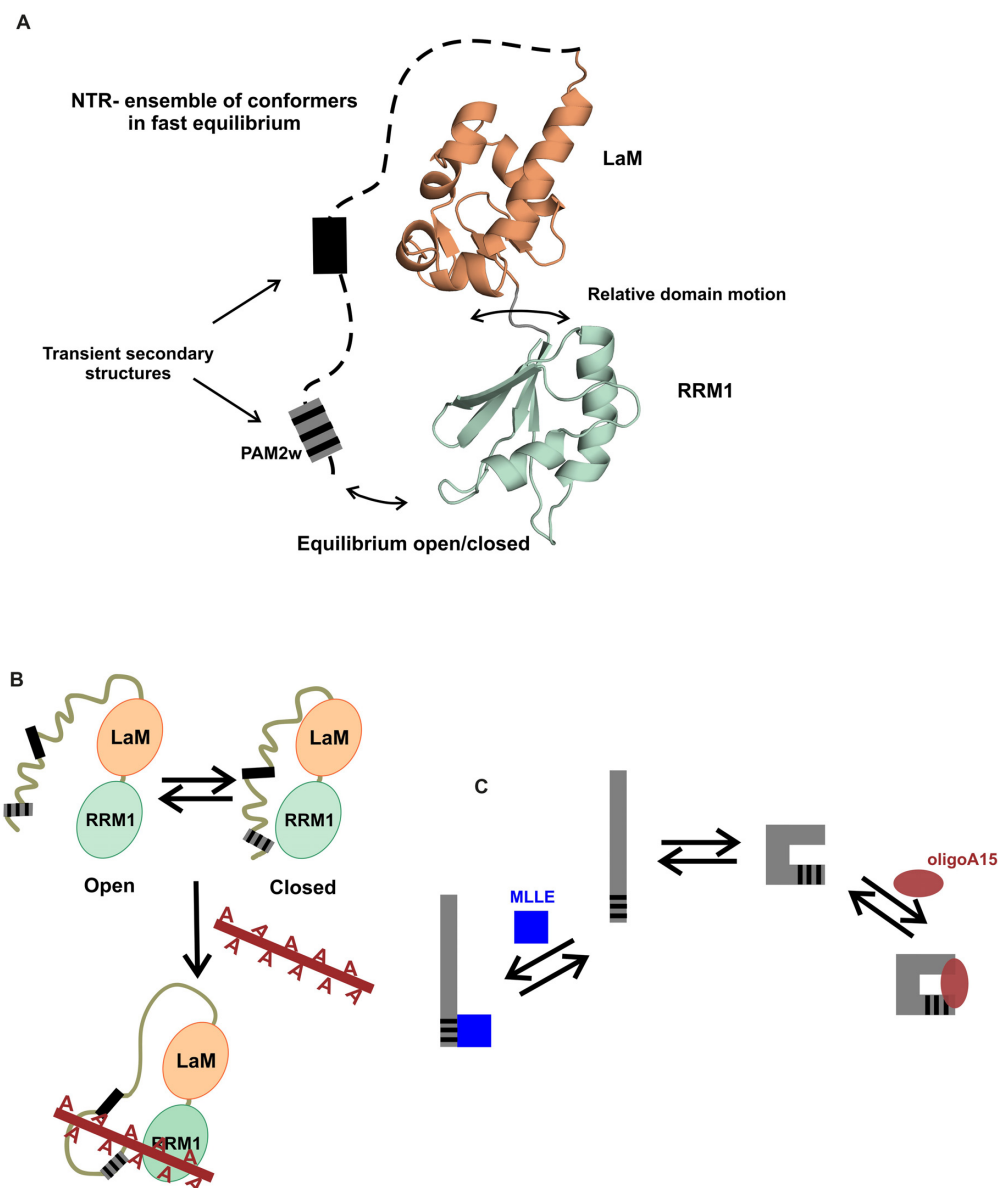 A
NTR- ensemble of conformers
in fast equilibrium
LaM
Relative domain motion
Transient secondary
structures
RRM1
PAM2w
Equilibrium open/closed
B
LaM
LaM
RRM1
RRM1
Open
Closed
A A A A A
A A A A A
LaM
A A A A A
RRM1
A A A A A
C
MLLE
oligoA15